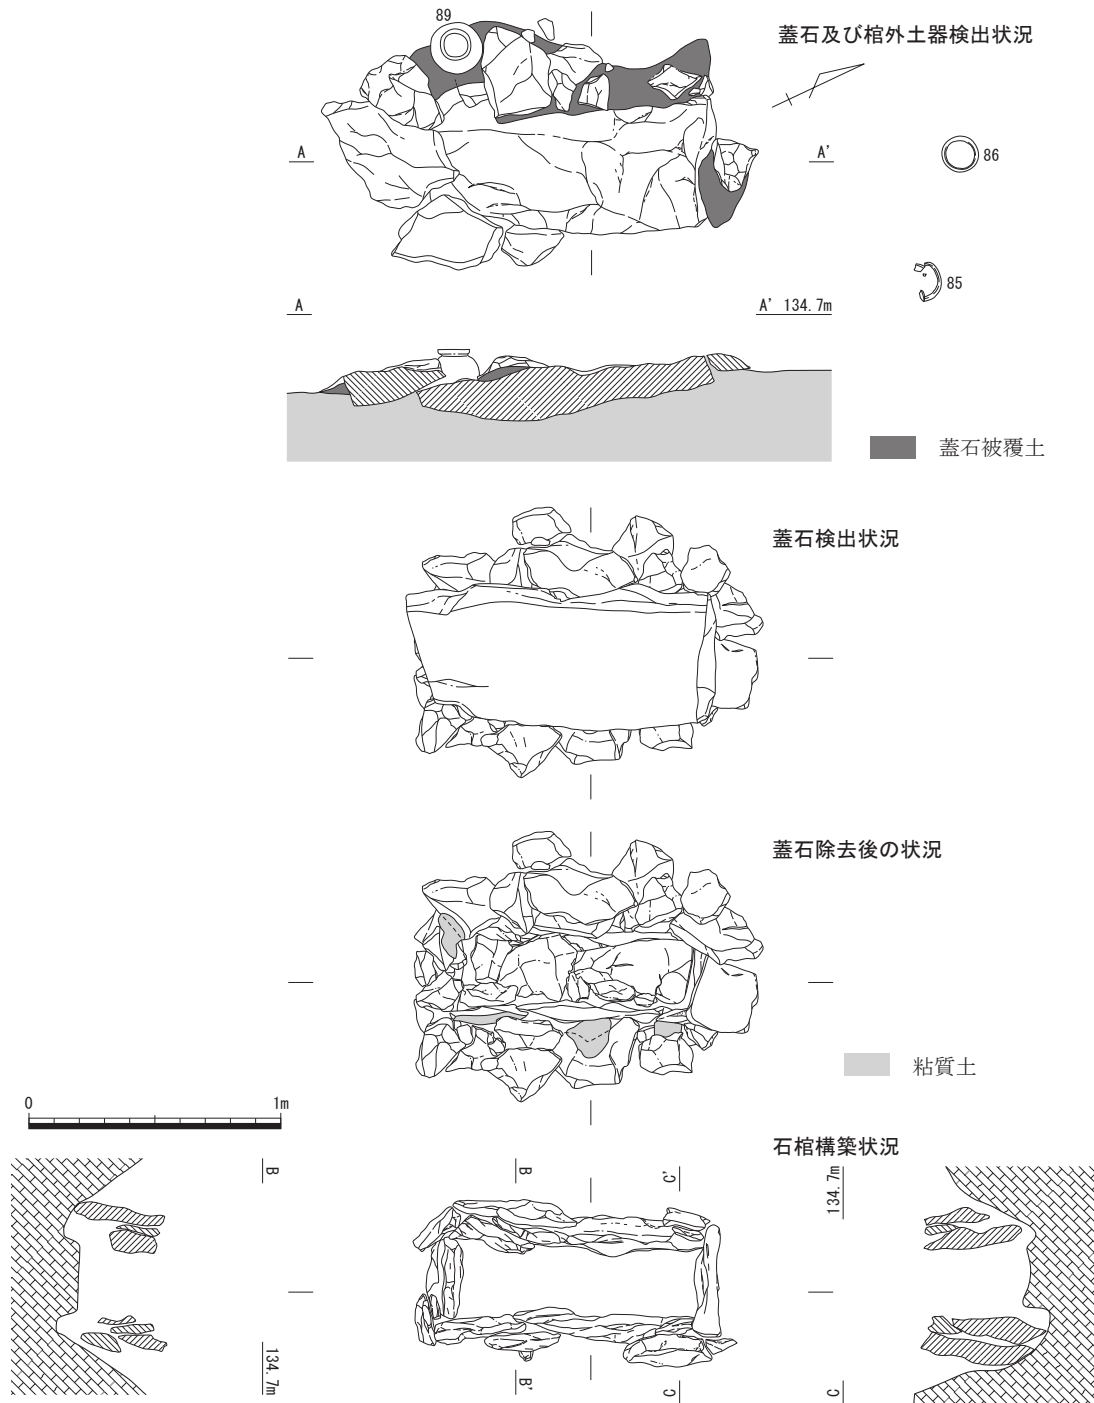 89
蓋石及び棺外土器検出状況
A
A'
86
85
A
A' 134.7m
蓋石被覆土
蓋石検出状況
蓋石除去後の状況
粘質土
0
1m
石棺構築状況
B
B
C'
134.7m
134.7m
B'
C
C